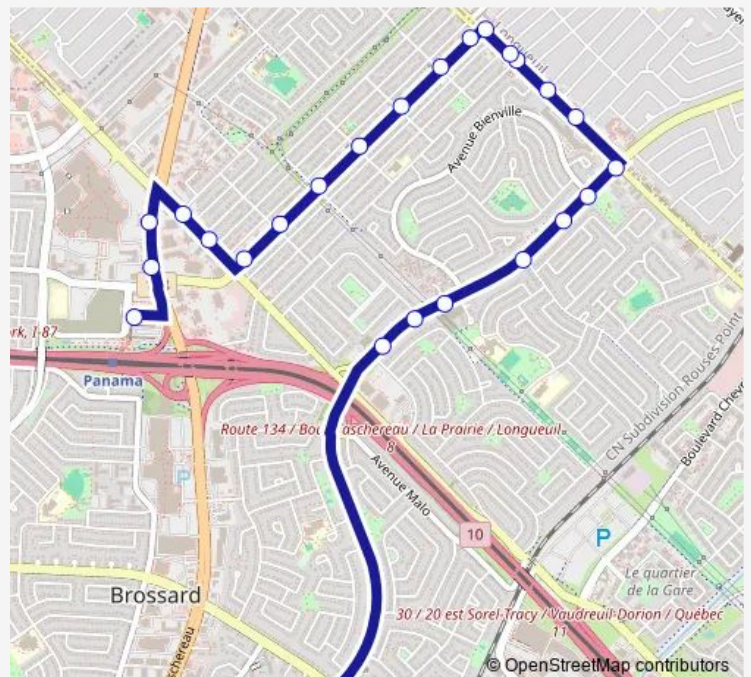 Longueuil
Avenue Bienville
rk, I-87
Panama
CN Subdivision Rouses Point
Boulevard Chev
Route 134 / Bou
aschereau / La Prairie / Longueuil
8
Avenue Malo
10
P
P
Le quartier
de la Gare
Brossard
30 / 20 est Sorel-Tracy / Vaudreuil-Dorion / Québec
11
schereau
© OpenStreetMap contributors